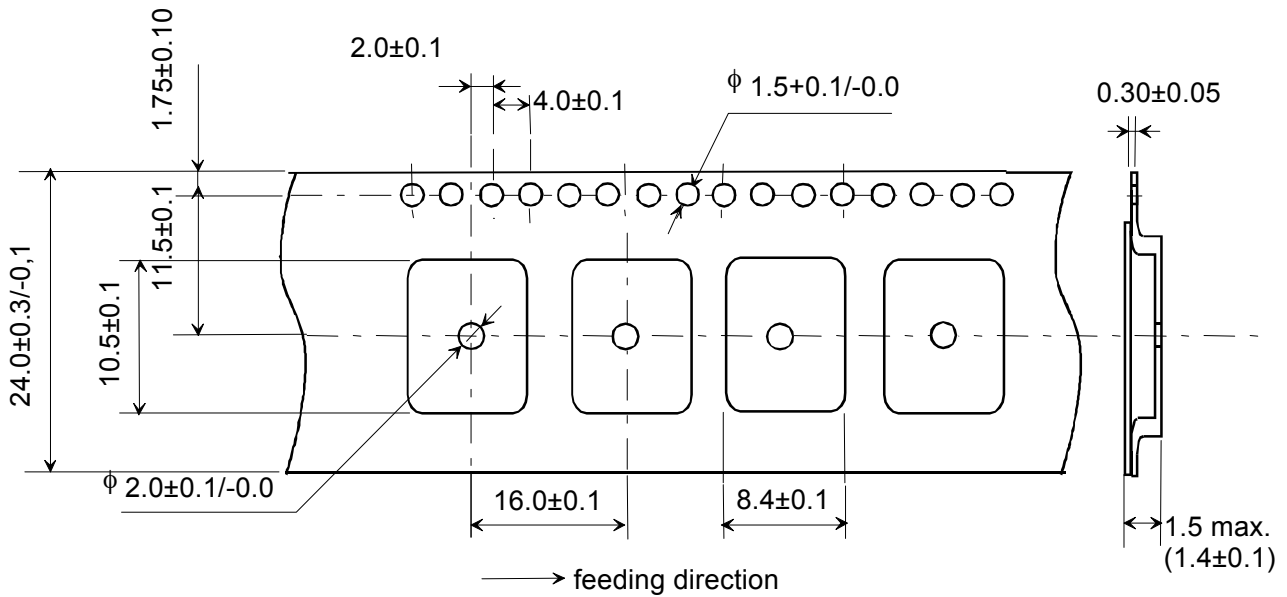 2.0±0.1
4.0±0.1
ϕ 1.5+0.1/-0.0
0.30±0.05
1.75±0.10
11.5±0.1
24.0±0.3/-0,1
10.5±0.1
ϕ 2.0±0.1/-0.0
16.0±0.1
8.4±0.1
1.5 max.
(1.4±0.1)
feeding direction